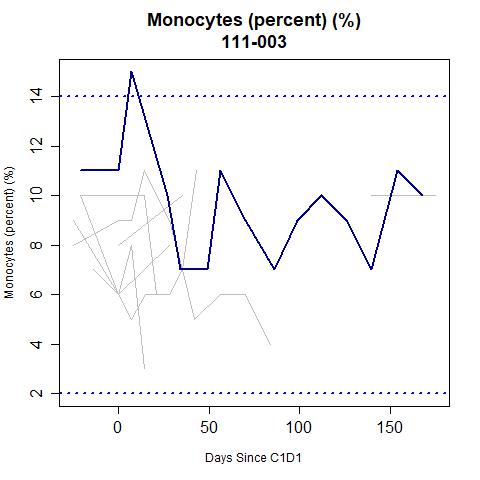 Monocytes (percent) (%)
111-003
Monocytes (percent) (%)
14
12
10
8
6
4
2
0 50 100 150
Days Since C1D1